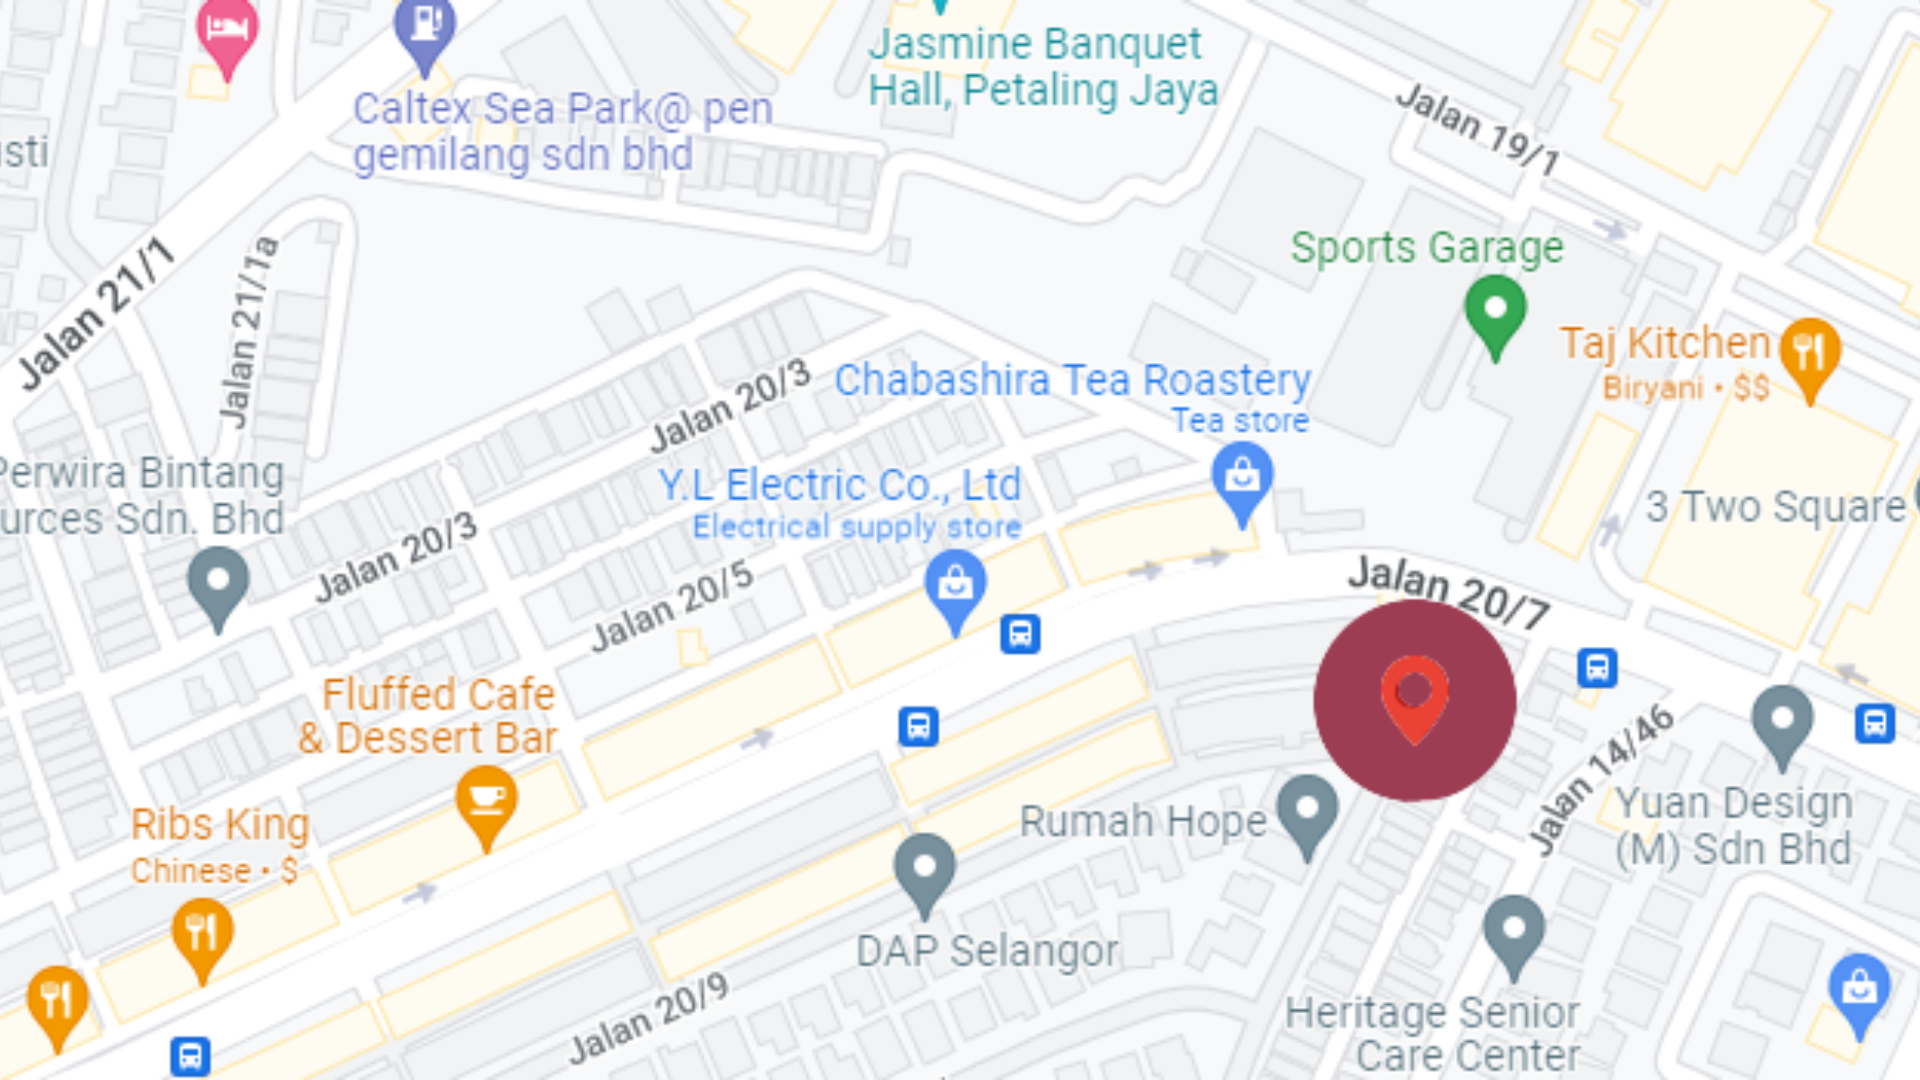 Jasmine Banquet
Hall, Petaling Jaya
Caltex Sea Park@ pen
gemilang sdn bhd
Jalan 19/1
Jalan 21/1
Jalan 21/1a
Sports Garage
Taj Kitchen
Biryani • $$
Jalan 20/3
Chabashira Tea Roastery
Tea store
Perwira Bintang
urces Sdn. Bhd
Y.L Electric Co., Ltd
Electrical supply store
3 Two Square
Jalan 20/3
Jalan 20/5
Jalan 20/7
Fluffed Cafe
& Dessert Bar
Jalan 14/46
Ribs King
Chinese • $
Rumah Hope
Yuan Design
(M) Sdn Bhd
DAP Selangor
Jalan 20/9
Heritage Senior
Care Center